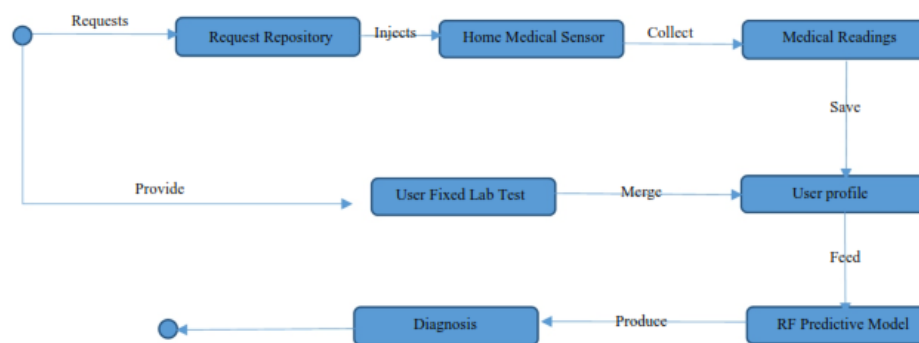 Requests
Request Repository
Injects
Home Medical Sensor
Collect
Medical Readings
Save
Provide
User Fixed Lab Test
Merge
User profile
Feed
Diagnosis
Produce
RF Predictive Model